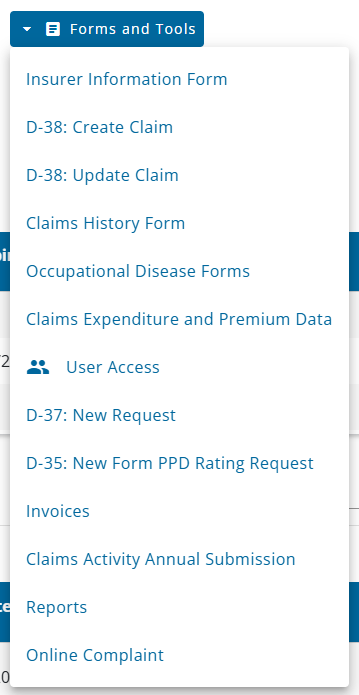 Forms and Tools
Insurer Information Form
D-38: Create Claim
D-38: Update Claim
Claims History Form
Occupational Disease Forms
Claims Expenditure and Premium Data
User Access
D-37: New Request
D-35: New Form PPD Rating Request
Invoices
Claims Activity Annual Submission
Reports
Online Complaint